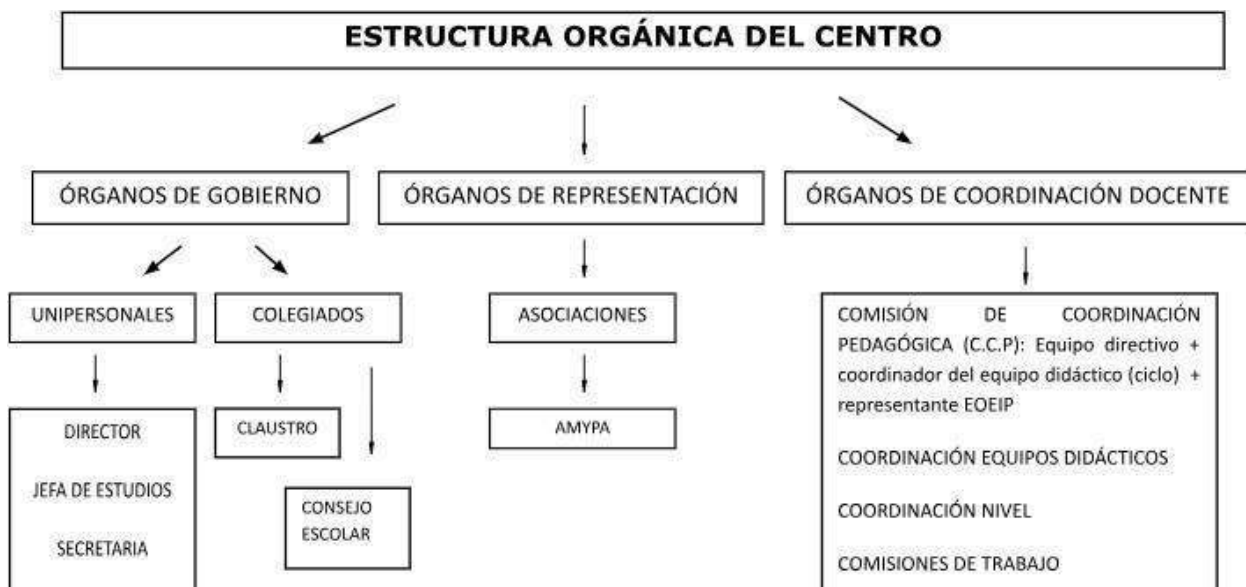 ESTRUCTURA ORGÁNICA DEL CENTRO
ÓRGANOS DE GOBIERNO
ÓRGANOS DE REPRESENTACIÓN
ÓRGANOS DE COORDINACIÓN DOCENTE
UNIPERSONALES
COLEGIADOS
ASOCIACIONES
DIRECTOR
JEFA DE ESTUDIOS
SECRETARIA
CLAUSTRO
CONSEJO
ESCOLAR
AMYPA
COMISIÓN DE COORDINACIÓN
PEDAGÓGICA (C.C.P): Equipo directivo +
coordinador del equipo didáctico (ciclo) +
representante EOEIP
COORDINACIÓN EQUIPOS DIDÁCTICOS
COORDINACIÓN NIVEL
COMISIONES DE TRABAJO